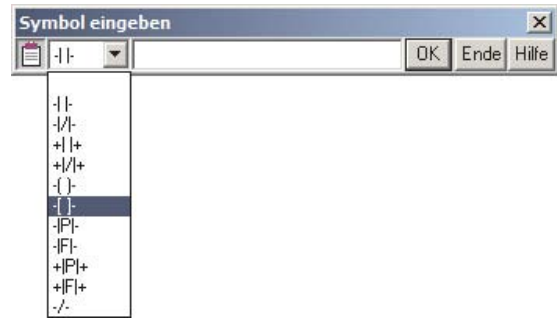 Symbol eingeben
-| |- OK Ende Hilfe
-| |-
-|/|-
+| |+
+|/|+
-( )-
-[ ]-
-|P|-
-|F|-
+|P|+
+|F|+
-/-